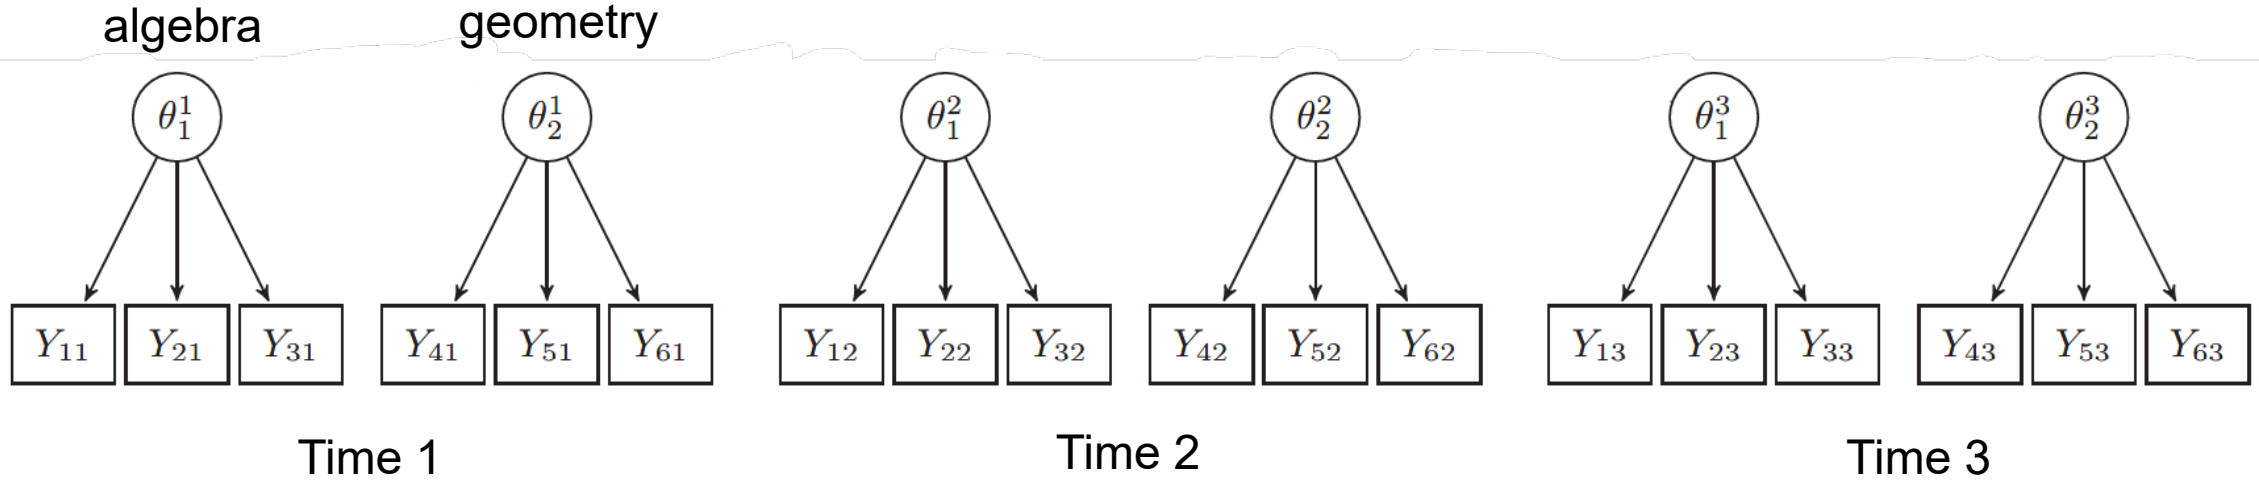 algebra geometry
θ₁¹ θ₂¹ θ₁² θ₂² θ₁³ θ₂³
Y₁₁ Y₂₁ Y₃₁ Y₄₁ Y₅₁ Y₆₁ Y₁₂ Y₂₂ Y₃₂ Y₄₂ Y₅₂ Y₆₂ Y₁₃ Y₂₃ Y₃₃ Y₄₃ Y₅₃ Y₆₃
Time 1 Time 2 Time 3